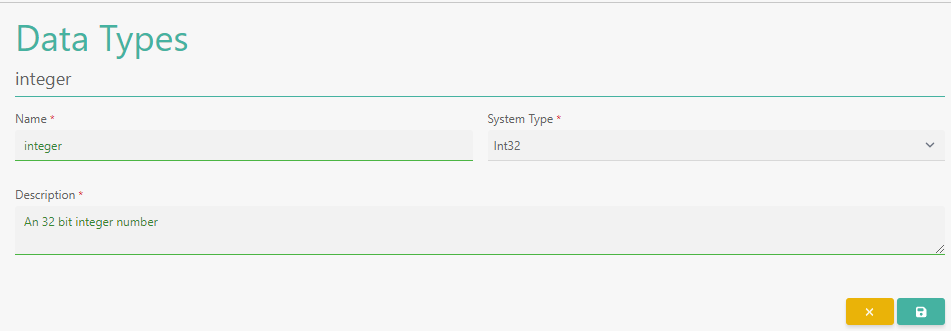 Data Types
integer
Name *
System Type *
integer
Int32
Description *
An 32 bit integer number